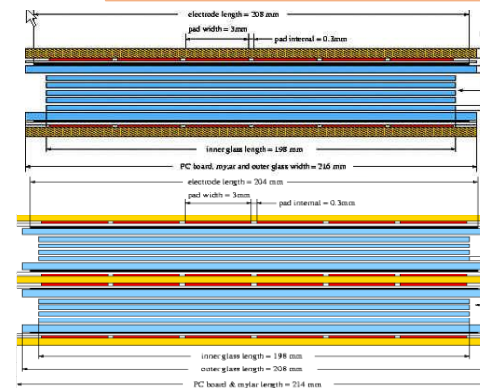 electrode length = 208 mm
pad width = 3mm
pad internal = 0.3mm
inner glass length = 198 mm
PC board, mylar and outer glass width = 216 mm
electrode length = 204 mm
pad width = 3mm
pad internal = 0.3mm
inner glass length = 198 mm
outer glass length = 208 mm
PC board & mylar length = 214 mm